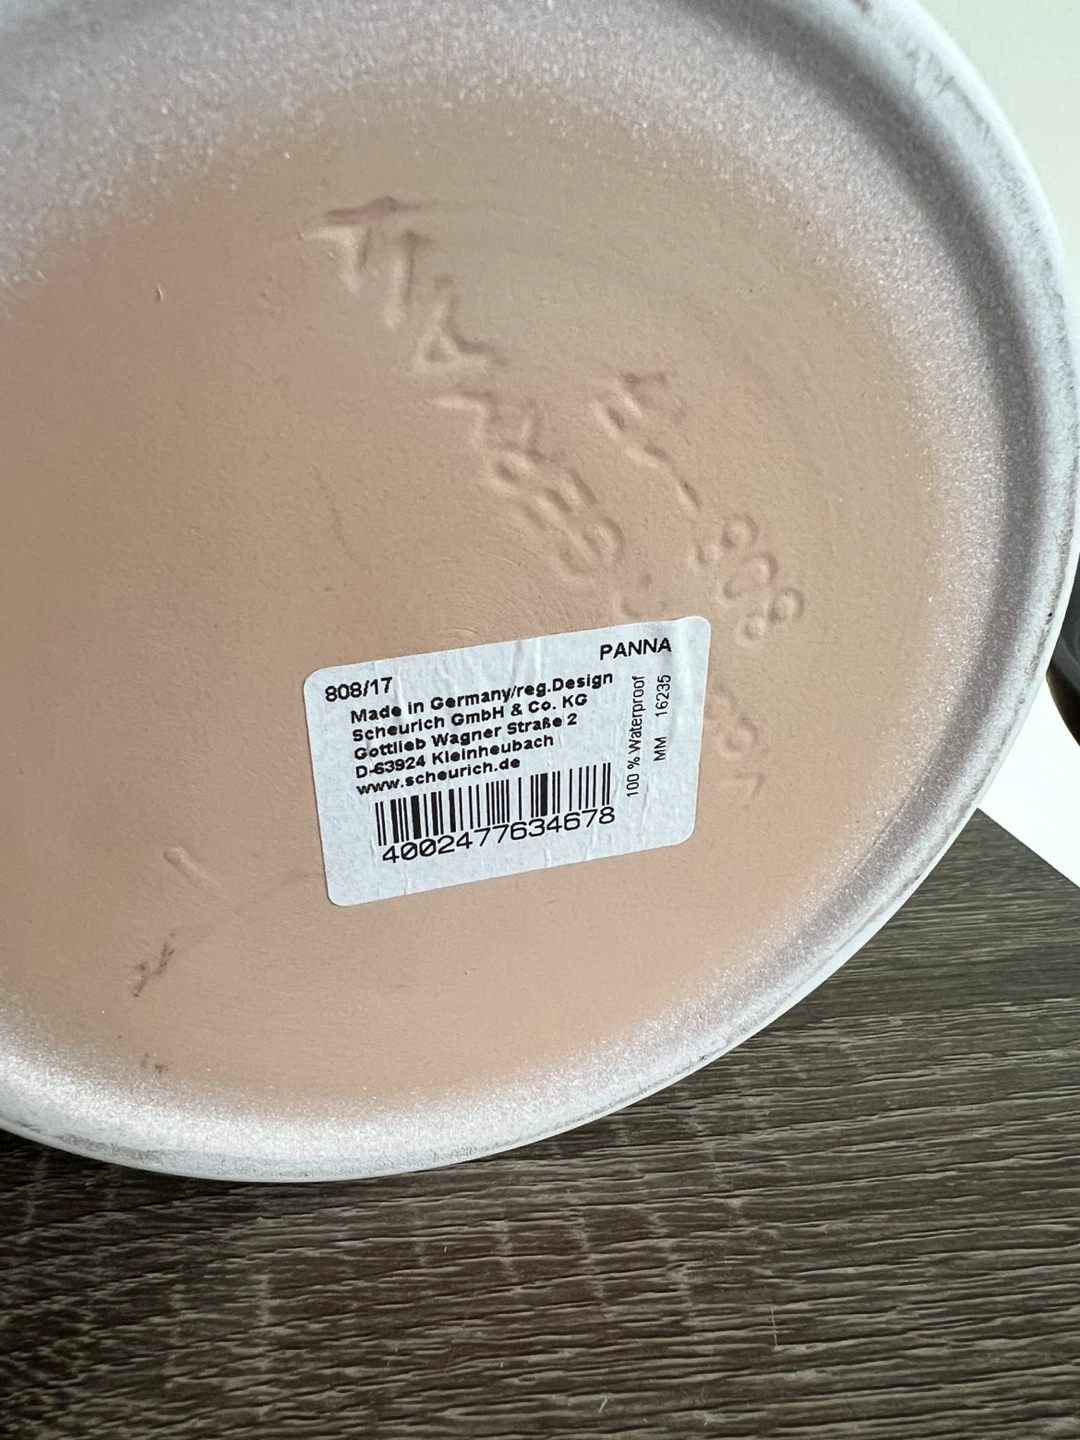 808/17
PANNA
Made in Germany/reg.Design
Scheurich GmbH & Co. KG
Gottlieb Wagner Straße 2
D-63924 Kleinheubach
www.scheurich.de
4002477634678
100 % Waterproof
MM 16235
808